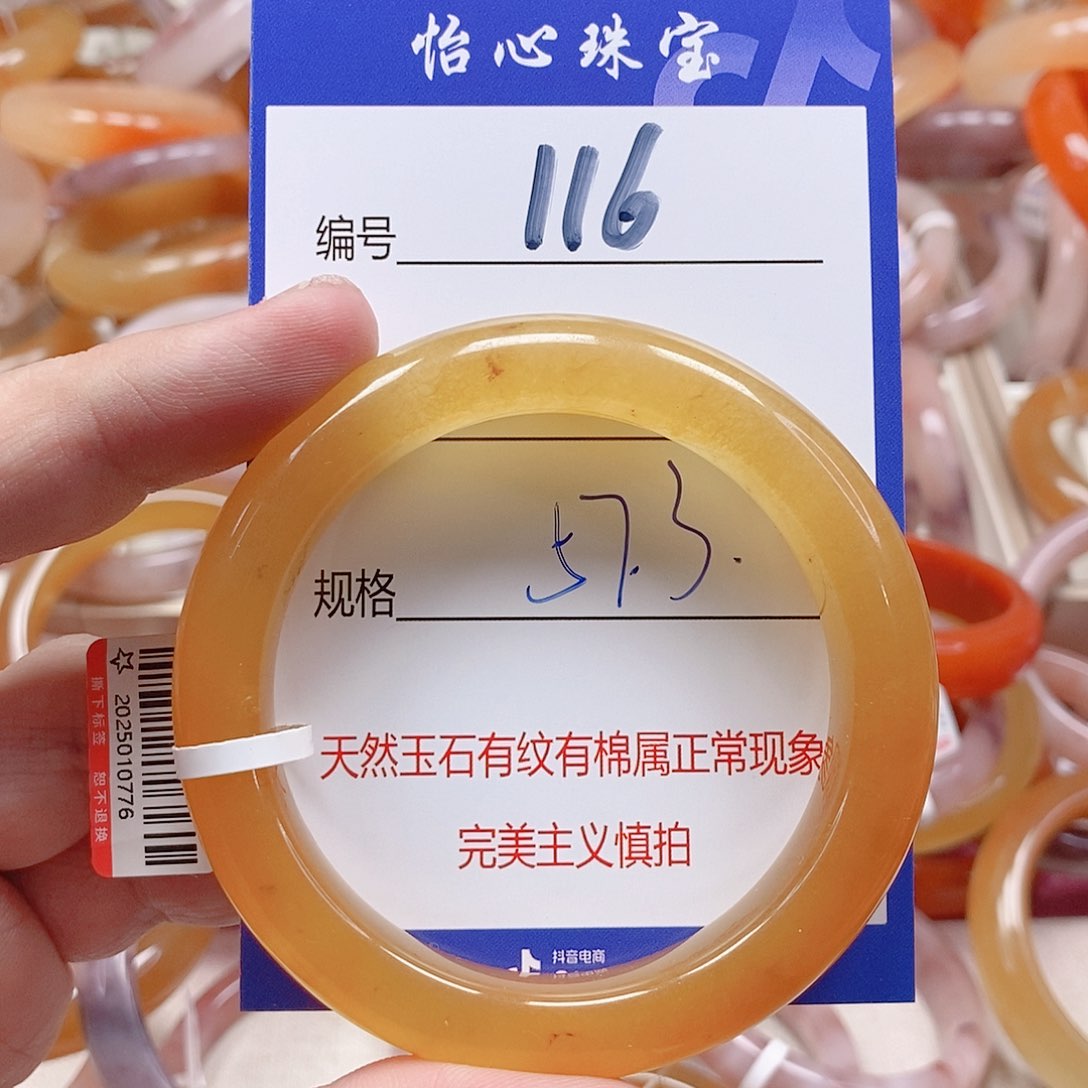 怡心珠宝
编号 116
规格 57.3.
天然玉石有纹有棉属正常现象
完美主义慎拍
抖音电商
☆ 20250107​76
撕下标签 恕不退换